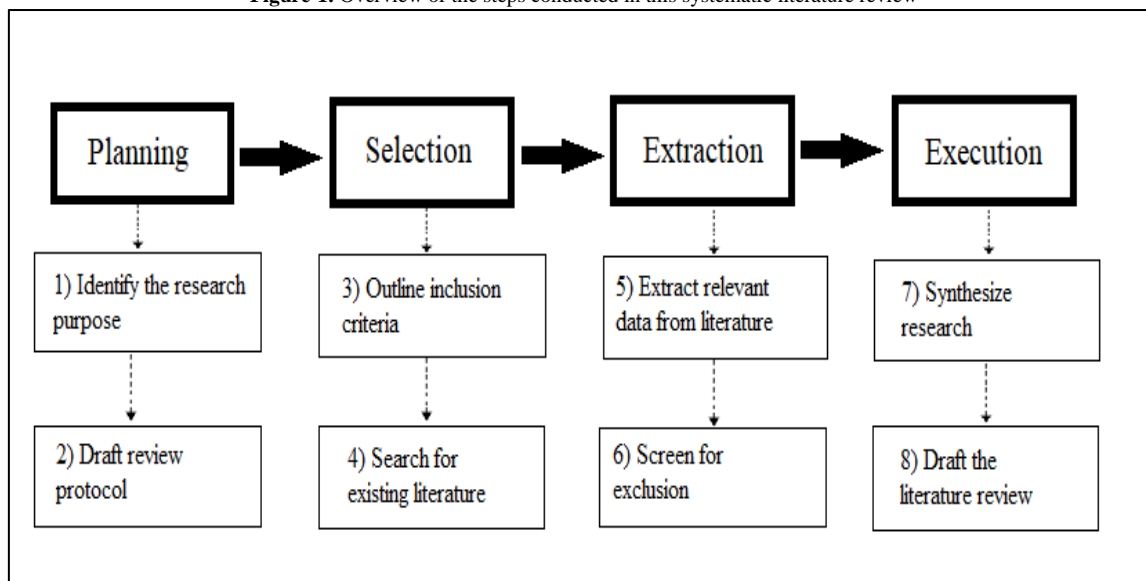 Figure 1. Overview of the steps conducted in this systematic literature review
Planning
Selection
Extraction
Execution
1) Identify the research
purpose
3) Outline inclusion
criteria
5) Extract relevant
data from literature
7) Synthesize
research
2) Draft review
protocol
4) Search for
existing literature
6) Screen for
exclusion
8) Draft the
literature review